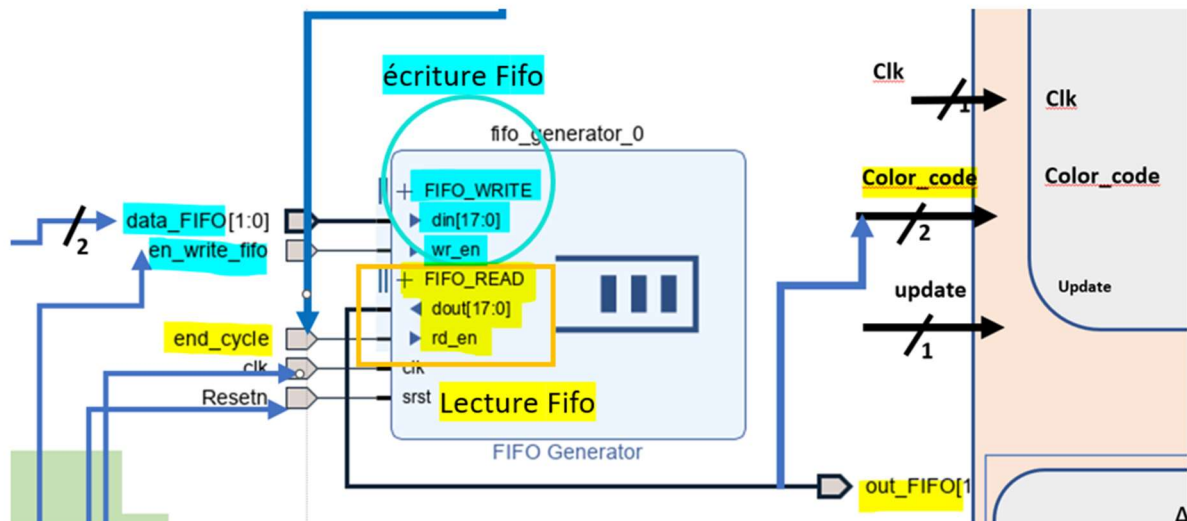 écriture Fifo
fifo_generator_0
FIFO_WRITE
data_FIFO[1:0]
din[17:0]
2
en_write_fifo
wr_en
FIFO_READ
dout[17:0]
end_cycle
rd_en
clk
clk
Resetn
srst
Lecture Fifo
FIFO Generator
out_FIFO[1
Clk
1
Clk
Color_code
Color_code
2
update
Update
1
A